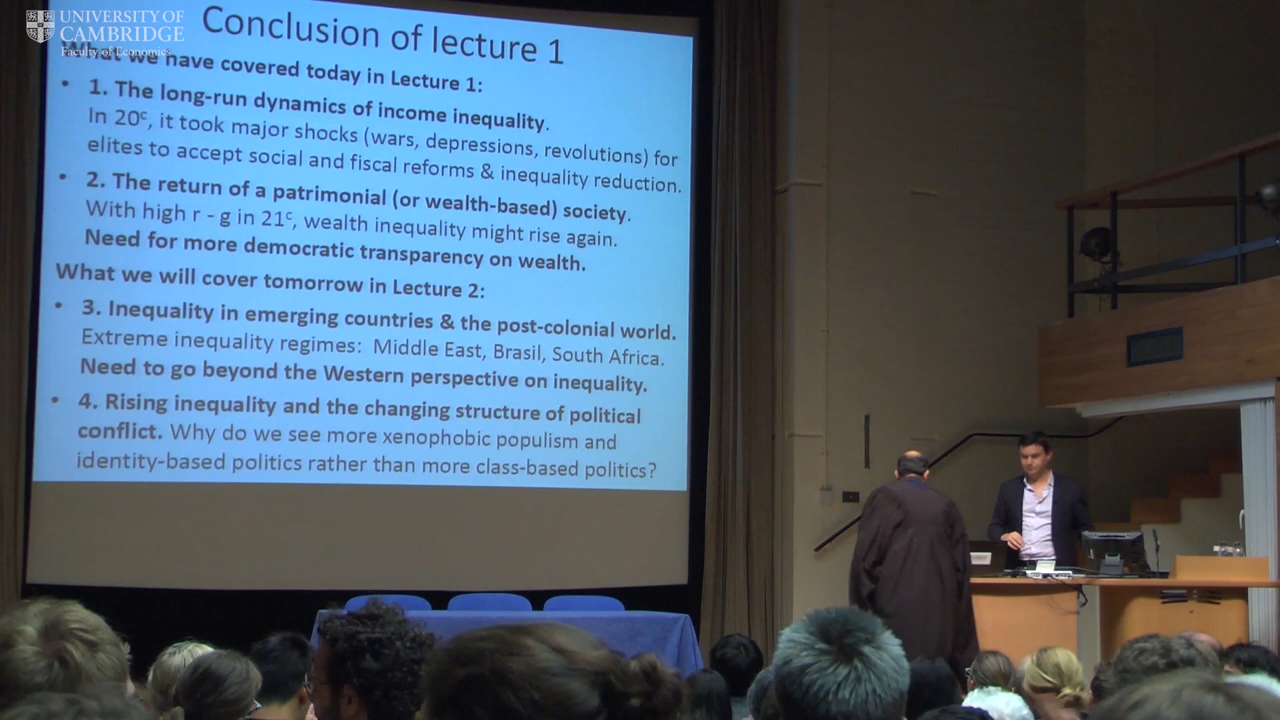 UNIVERSITY OF
CAMBRIDGE
Faculty of Economics
Conclusion of lecture 1
What we have covered today in Lecture 1:
• 1. The long-run dynamics of income inequality.
In 20ᶜ, it took major shocks (wars, depressions, revolutions) for
elites to accept social and fiscal reforms & inequality reduction.
• 2. The return of a patrimonial (or wealth-based) society.
With high r - g in 21ᶜ, wealth inequality might rise again.
Need for more democratic transparency on wealth.
What we will cover tomorrow in Lecture 2:
• 3. Inequality in emerging countries & the post-colonial world.
Extreme inequality regimes: Middle East, Brasil, South Africa.
Need to go beyond the Western perspective on inequality.
• 4. Rising inequality and the changing structure of political
conflict. Why do we see more xenophobic populism and
identity-based politics rather than more class-based politics?